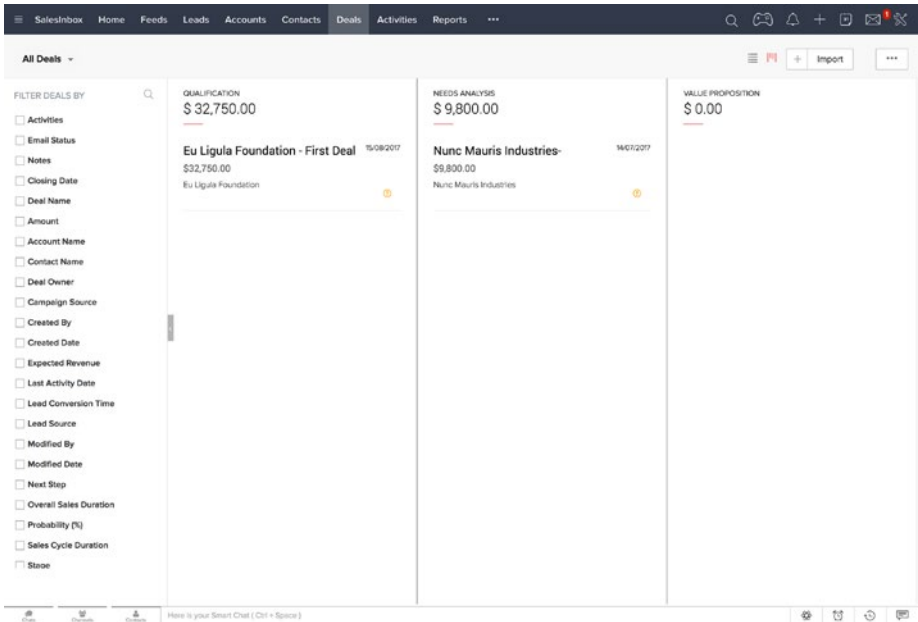 SalesInbox Home Feeds Leads Accounts Contacts Deals Activities Reports
All Deals
Import
FILTER DEALS BY
Activities
Email Status
Notes
Closing Date
Deal Name
Amount
Account Name
Contact Name
Deal Owner
Campaign Source
Created By
Created Date
Expected Revenue
Last Activity Date
Lead Conversion Time
Lead Source
Modified By
Modified Date
Next Step
Overall Sales Duration
Probability (%)
Sales Cycle Duration
Stage
QUALIFICATION
$ 32,750.00
Eu Ligula Foundation - First Deal 15/08/2017
$32,750.00
Eu Ligula Foundation
NEEDS ANALYSIS
$ 9,800.00
Nunc Mauris Industries- 14/07/2017
$9,800.00
Nunc Mauris Industries
VALUE PROPOSITION
$ 0.00
Chats Channels Contacts Here is your Smart Chat ( Ctrl + Space )